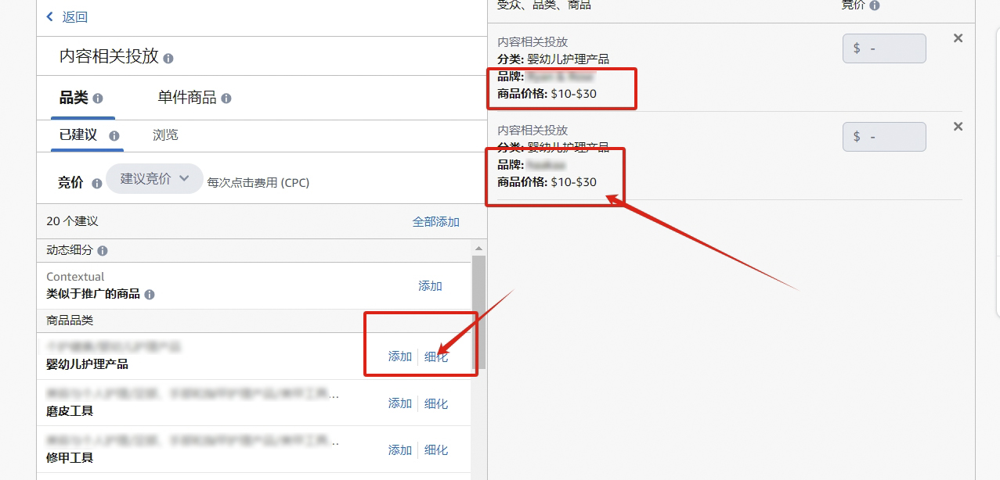 返回
内容相关投放
品类
单件商品
已建议
浏览
竞价
建议竞价
每次点击费用 (CPC)
20 个建议
全部添加
动态细分
Contextual
类似于推广的商品
添加
商品品类
婴幼儿护理产品
添加
细化
磨皮工具
添加
细化
修甲工具
添加
细化
受众、品类、商品
竞价
内容相关投放
分类: 婴幼儿护理产品
品牌:
商品价格: $10-$30
$ -
内容相关投放
分类: 婴幼儿护理产品
品牌:
商品价格: $10-$30
$ -